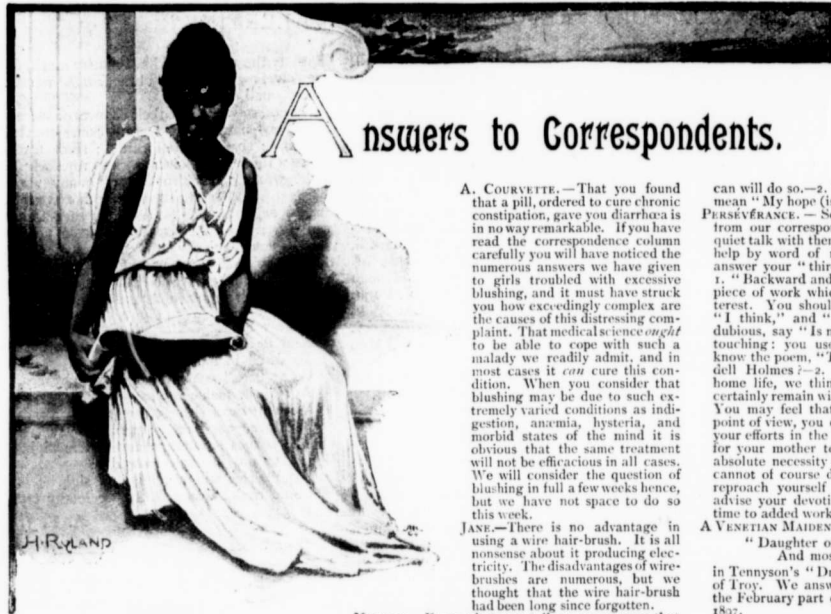 Answers to Correspondents.
A. COURVETTE.—That you found
that a pill, ordered to cure chronic
constipation, gave you diarrhœa is
in no way remarkable. If you have
read the correspondence column
carefully you will have noticed the
numerous answers we have given
to girls troubled with excessive
blushing, and it must have struck
you how exceedingly complex are
the causes of this distressing com-
plaint. That medical science ought
to be able to cope with such a
malady we readily admit, and in
most cases it can cure this con-
dition. When you consider that
blushing may be due to such ex-
tremely varied conditions as indi-
gestion, anæmia, hysteria, and
morbid states of the mind it is
obvious that the same treatment
will not be efficacious in all cases.
We will consider the question of
blushing in full a few weeks hence,
but we have not space to do so
this week.
JANE.—There is no advantage in
using a wire hair-brush. It is all
nonsense about it producing elec-
tricity. The disadvantages of wire-
brushes are numerous, but we
thought that the wire hair-brush
had been long since forgotten.
can will do so.—2.
mean "My hope (i
PERSÉVÉRANCE. — S
from our correspo
quiet talk with the
help by word of
answer your "thir
1. "Backward and
piece of work whi
terest. You shoul
"I think," and "
dubious, say "Is
touching: you us
know the poem, "T
dell Holmes?—2.
home life, we thin
certainly remain wi
You may feel tha
point of view, you
your efforts in the
for your mother t
absolute necessity
cannot of course d
reproach yourself
advise your devoti
time to added work
A VENETIAN MAIDEN
"Daughter o
And mos
in Tennyson's "Dr
of Troy. We answ
the February part
1897.
H. RYLAND